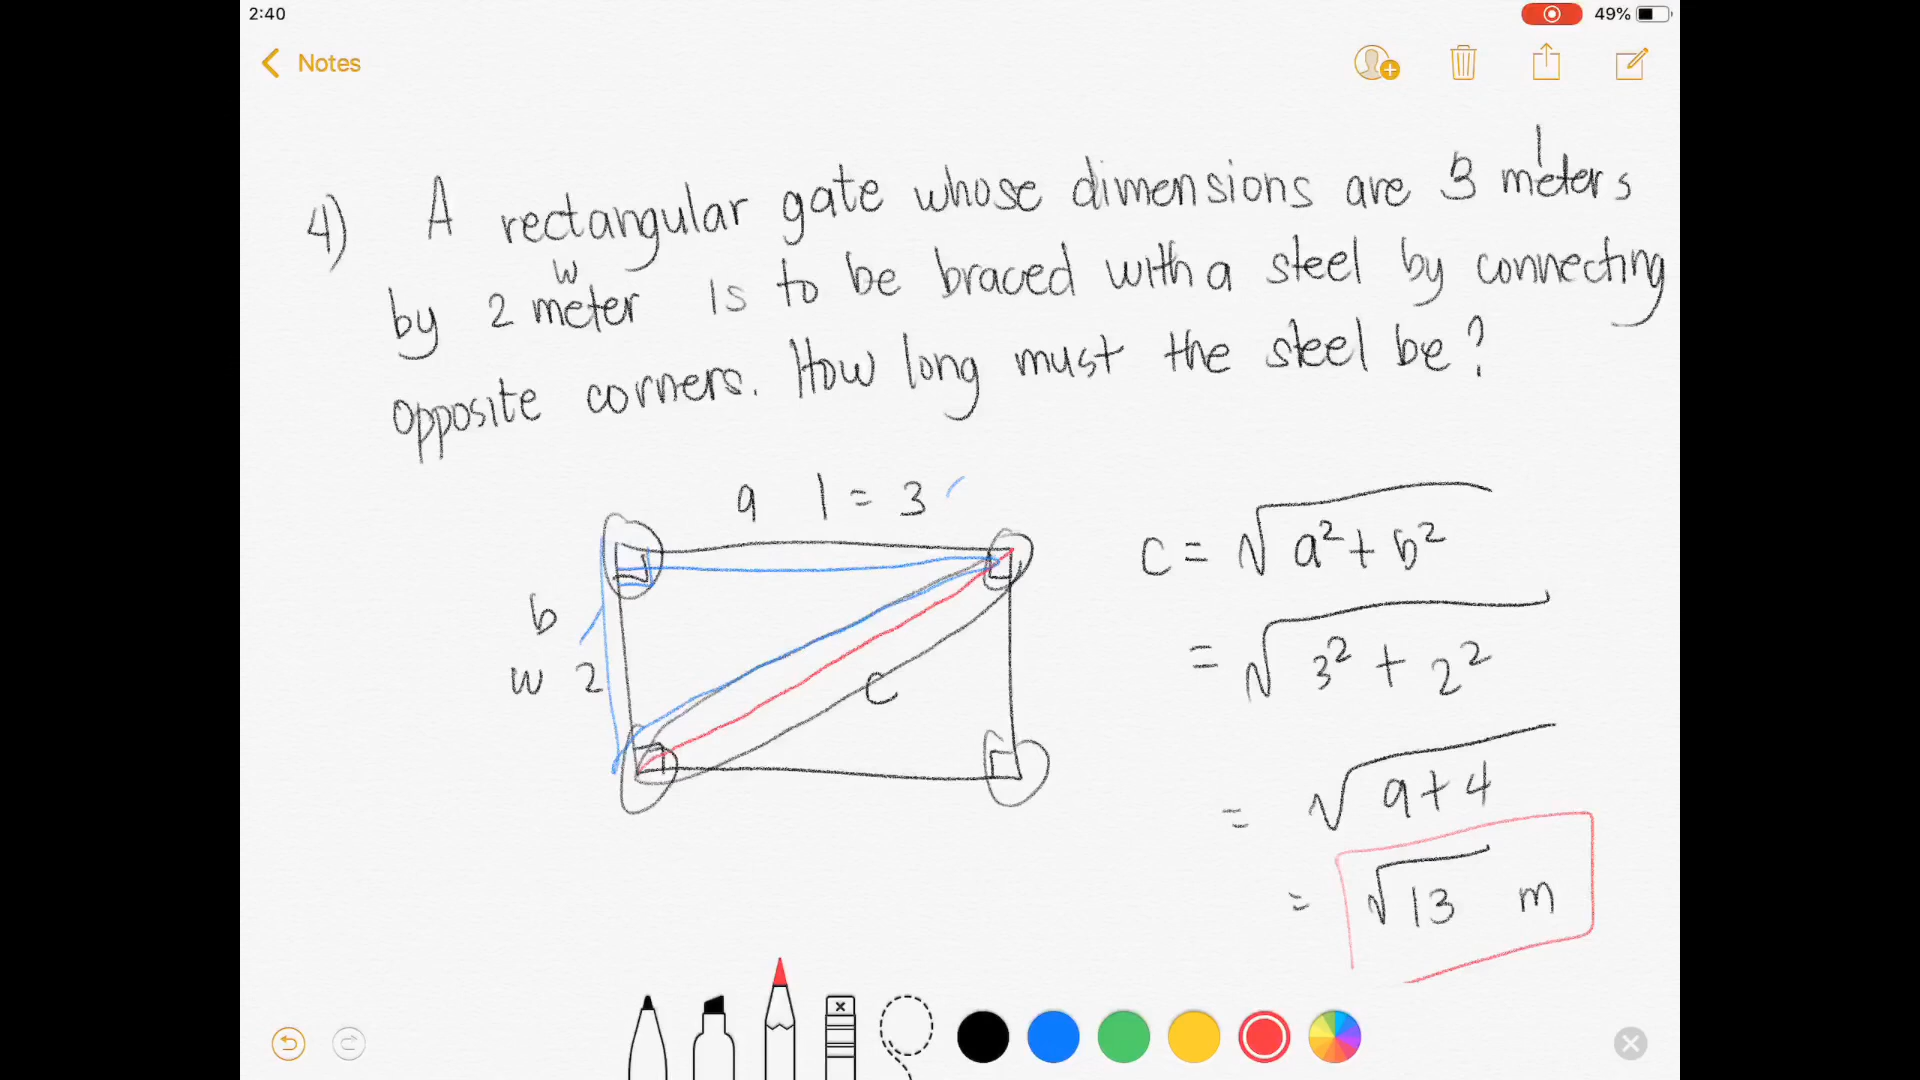 2:40
49%
Notes
l
4) A rectangular gate whose dimensions are 3 meters
w
by 2 meter is to be braced with a steel by connecting
opposite corners. How long must the steel be?
a l = 3
b
w 2
c
c = √a² + b²
= √3² + 2²
= √9 + 4
= √13 m